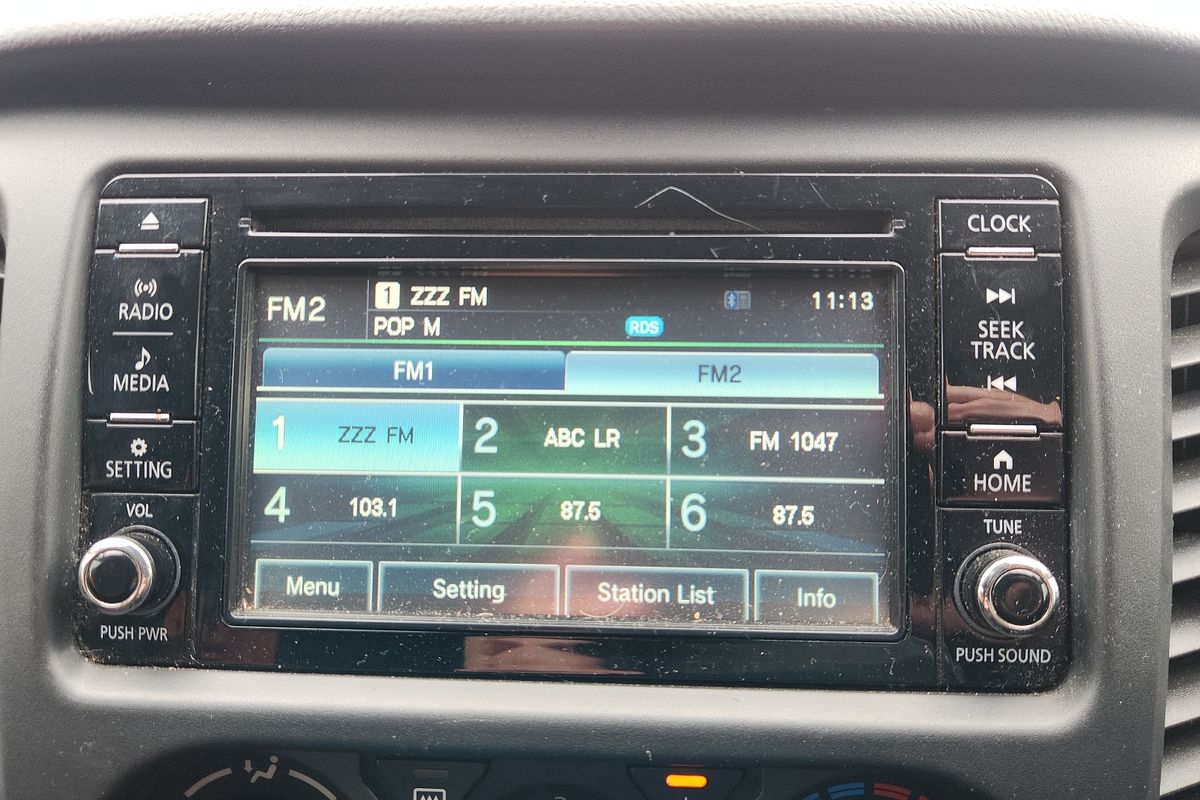 CLOCK
RADIO
MEDIA
SETTING
VOL
PUSH PWR
FM2
1 ZZZ FM
11:13
POP M
RDS
FM1
FM2
1 ZZZ FM
2 ABC LR
3 FM 1047
4 103.1
5 87.5
6 87.5
Menu
Setting
Station List
Info
SEEK
TRACK
HOME
TUNE
PUSH SOUND